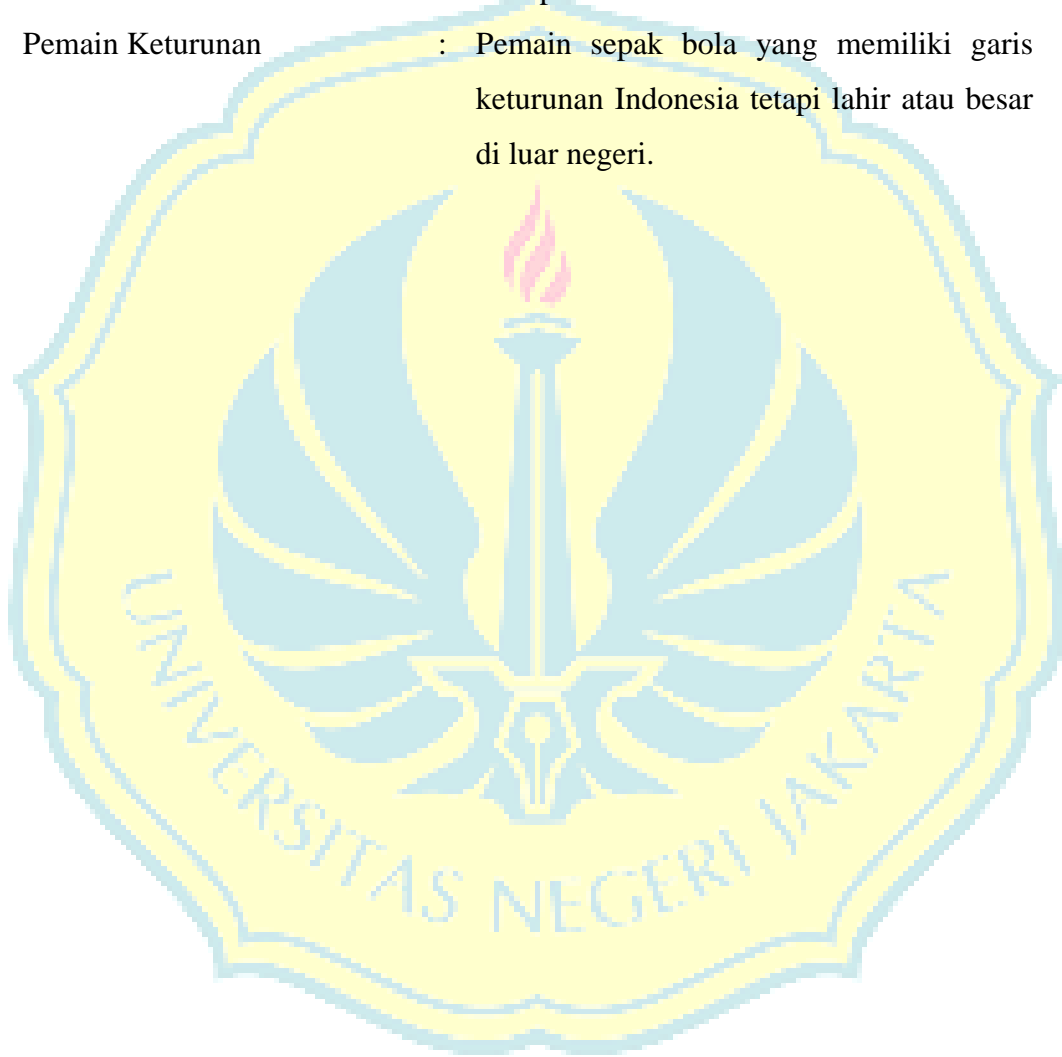 Pemain Keturunan : Pemain sepak bola yang memiliki garis
keturunan Indonesia tetapi lahir atau besar
di luar negeri.
UNIVERSITAS NEGERI JAKARTA